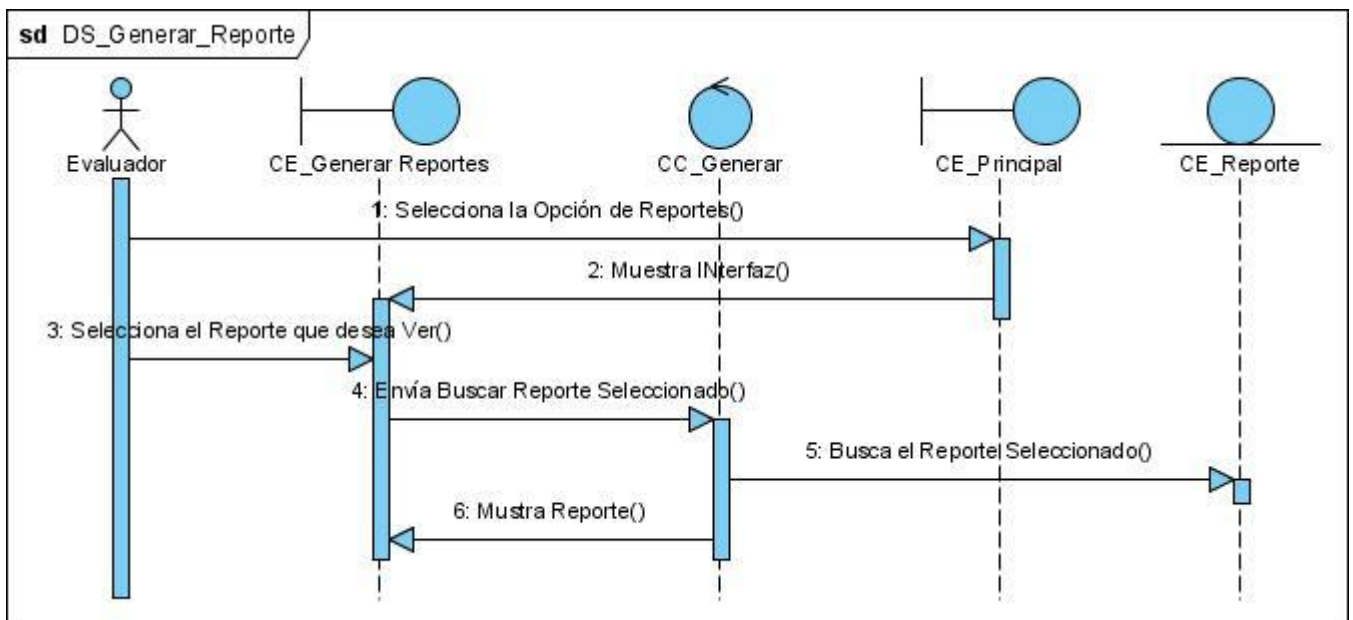 sd DS_Generar_Reporte
Evaluador
CE_Generar Reportes
CC_Generar
CE_Principal
CE_Reporte
1: Selecciona la Opción de Reportes()
2: Muestra INterfaz()
3: Selecciona el Reporte que desea Ver()
4: Envía Buscar Reporte Seleccionado()
5: Busca el Reporte Seleccionado()
6: Mustra Reporte()